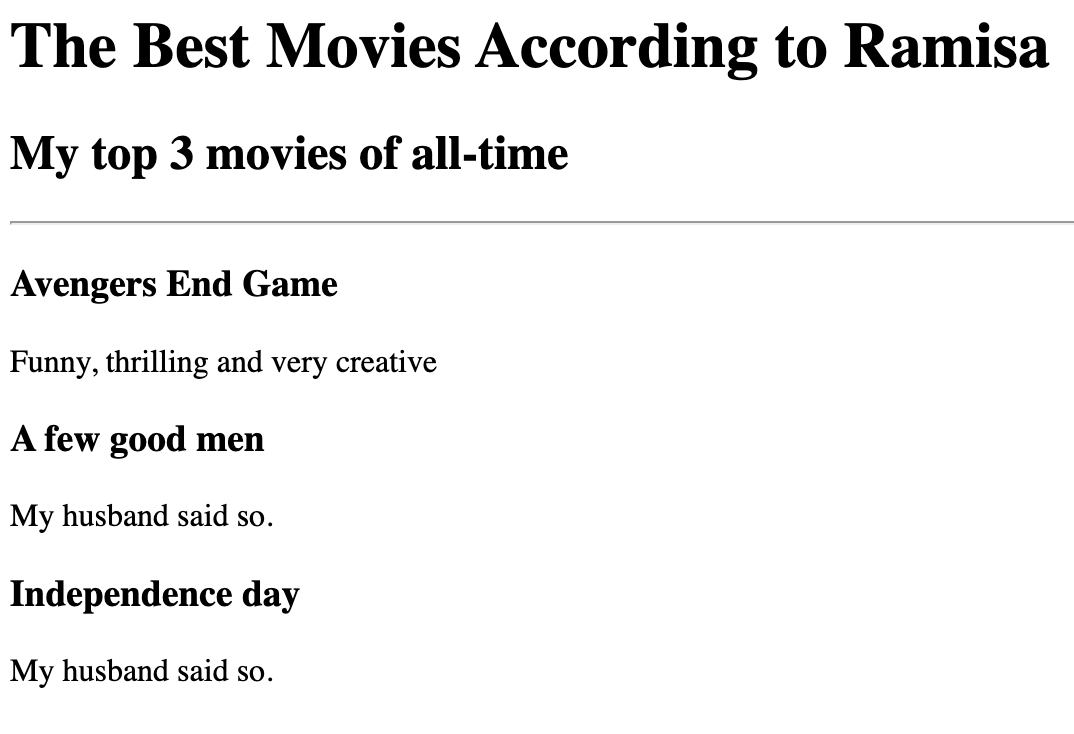 The Best Movies According to Ramisa
My top 3 movies of all-time
Avengers End Game
Funny, thrilling and very creative
A few good men
My husband said so.
Independence day
My husband said so.